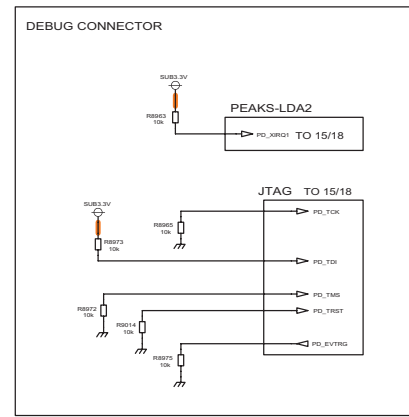 DEBUG CONNECTOR
SUB3.3V
PEAKS-LDA2
R8963
10k
PD_XIRQ1 TO 15/18
JTAG TO 15/18
SUB3.3V
PD_TCK
R8965
10k
R8973
10k
PD_TDI
PD_TMS
R8972
10k
PD_TRST
R9014
10k
PD_EVTRG
R8975
10k